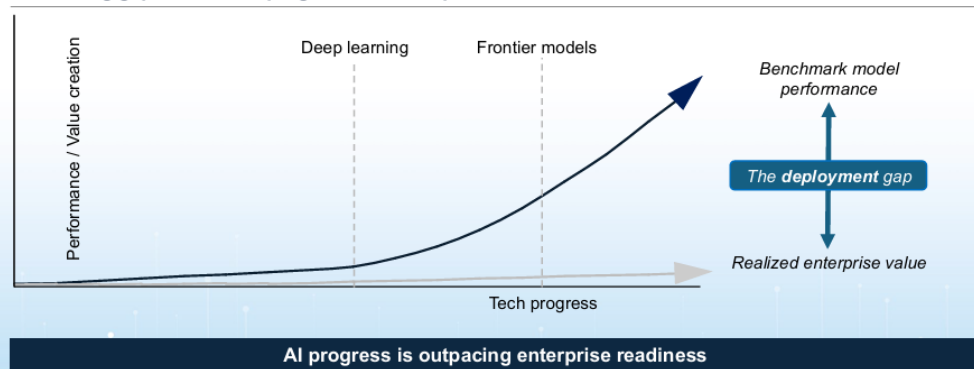 Deep learning
Frontier models
Performance / Value creation
Benchmark model
performance
The deployment gap
Realized enterprise value
Tech progress
AI progress is outpacing enterprise readiness